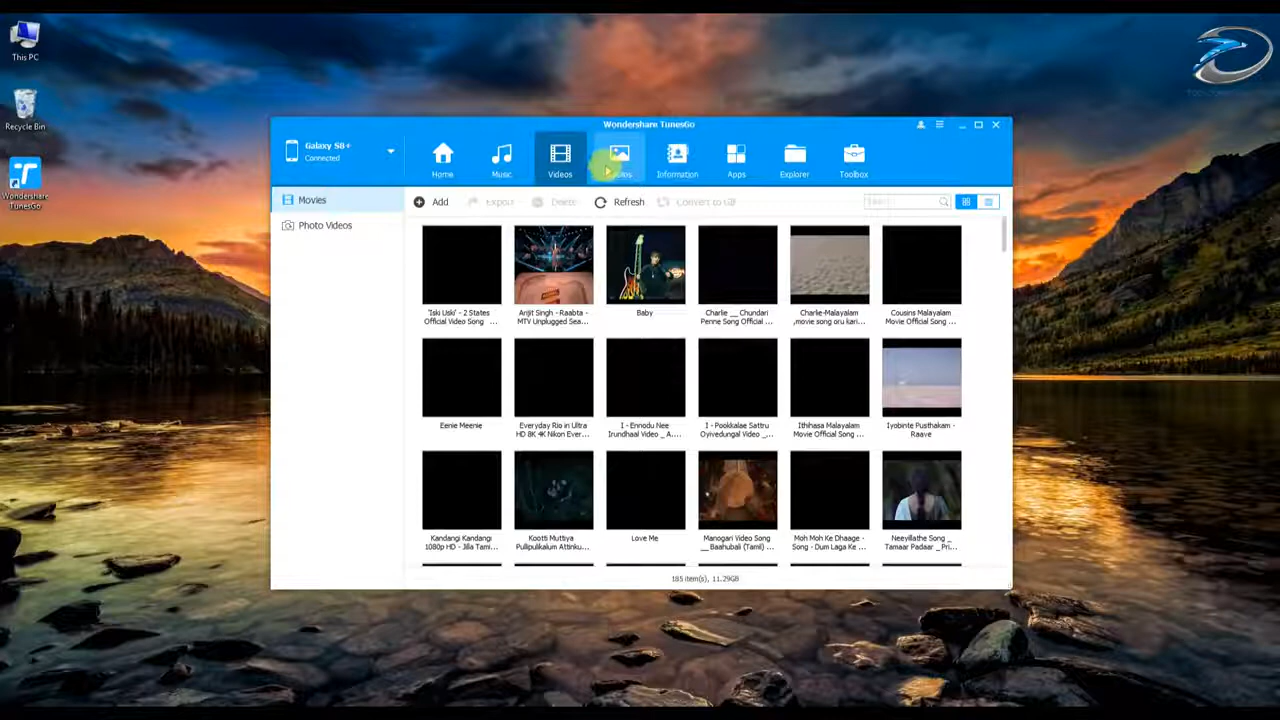 This PC
Recycle Bin
Wondershare
TunesGo
Wondershare TunesGo
Galaxy S8+
Connected
Home
Music
Videos
Information
Apps
Explorer
Toolbox
Movies
Photo Videos
Add
Export
Delete
Refresh
Convert to GIF
'Iski Uski' - 2 States
Official Video Song ...
Arijit Singh - Raabta -
MTV Unplugged Sea...
Baby
Charlie __ Chundari
Penne Song Official ...
Charlie-Malayalam
,movie song oru kari...
Cousins Malayalam
Movie Official Song ...
Eenie Meenie
Everyday Rio in Ultra
HD 8K 4K Nikon Ever...
I - Ennodu Nee
Irundhaal Video _ A....
I - Pookkalae Sattru
Oyivedungal Video _...
Ithihasa Malayalam
Movie Official Song ...
Iyobinte Pusthakam -
Raave
Kandangi Kandangi
1080p HD - Jilla Tami...
Kootti Muttiya
Pullipulikalum Attinku...
Love Me
Manogari Video Song
__ Baahubali (Tamil) ...
Moh Moh Ke Dhaage -
Song - Dum Laga Ke ...
Neeyillathe Song _
Tamaar Padaar _ Pri...
185 item(s), 11.29GB